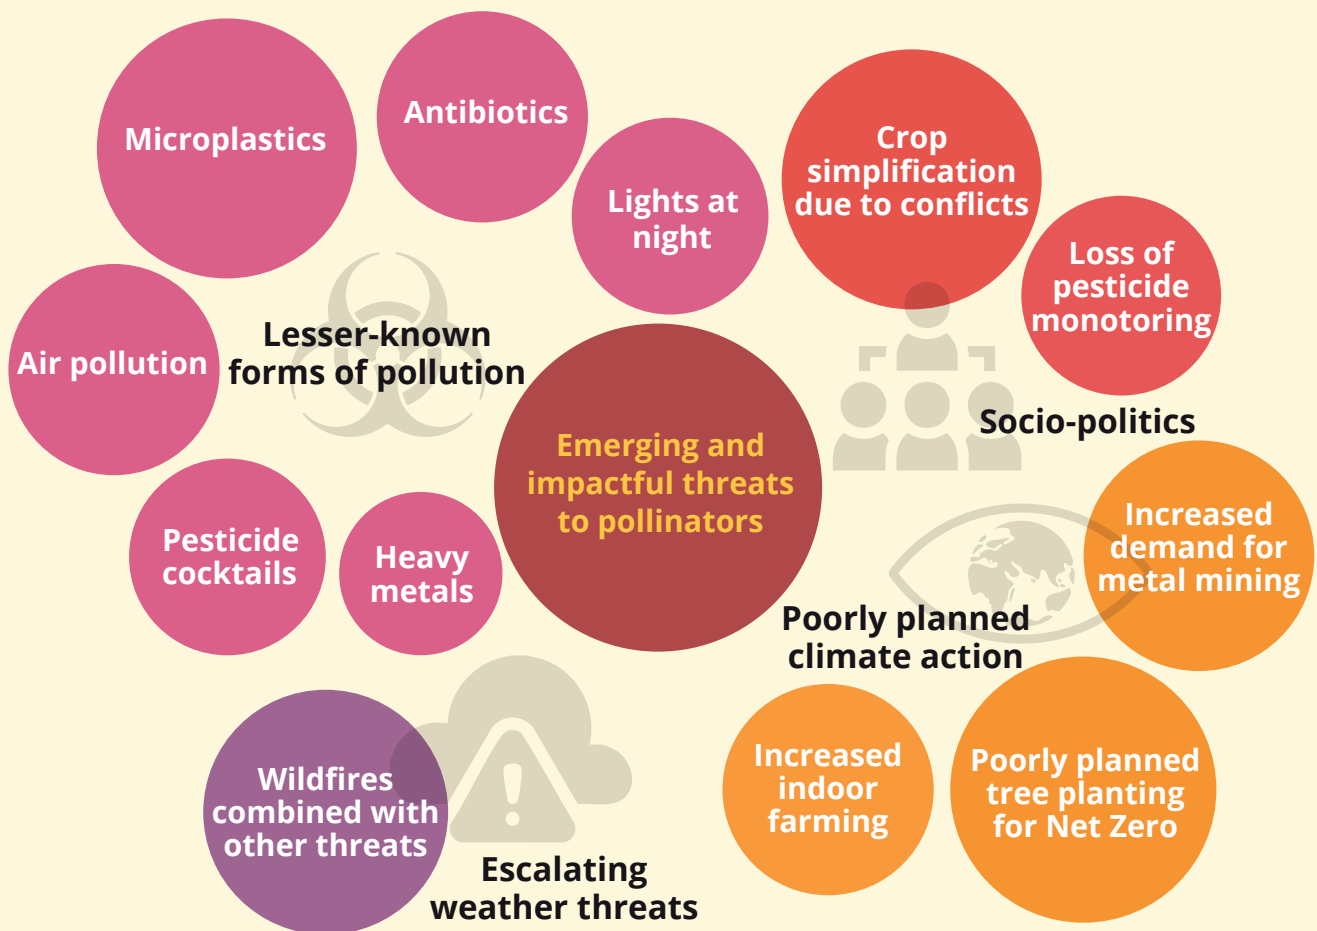 Microplastics
Antibiotics
Lights at
night
Crop
simplification
due to conflicts
Loss of
pesticide
monotoring
Air pollution
Lesser-known
forms of pollution
Socio-politics
Emerging and
impactful threats
to pollinators
Pesticide
cocktails
Heavy
metals
Increased
demand for
metal mining
Poorly planned
climate action
Wildfires
combined with
other threats
Escalating
weather threats
Increased
indoor
farming
Poorly planned
tree planting
for Net Zero